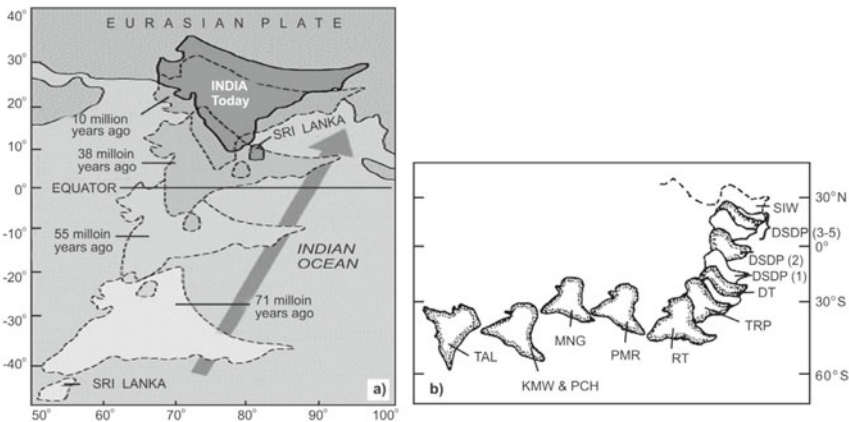 EURASIAN PLATE
40°
30°
20°
10°
0°
-10°
-20°
-30°
-40°
INDIA
Today
10 million
years ago
SRI LANKA
38 milloin
years ago
EQUATOR
55 milloin
years ago
INDIAN
OCEAN
71 milloin
years ago
SRI LANKA
a)
50° 60° 70° 80° 90° 100°
30°N
SIW
DSDP (3-5)
0°
DSDP (2)
DSDP (1)
DT
30°S
TRP
MNG
PMR
RT
TAL
KMW & PCH
60°S
b)